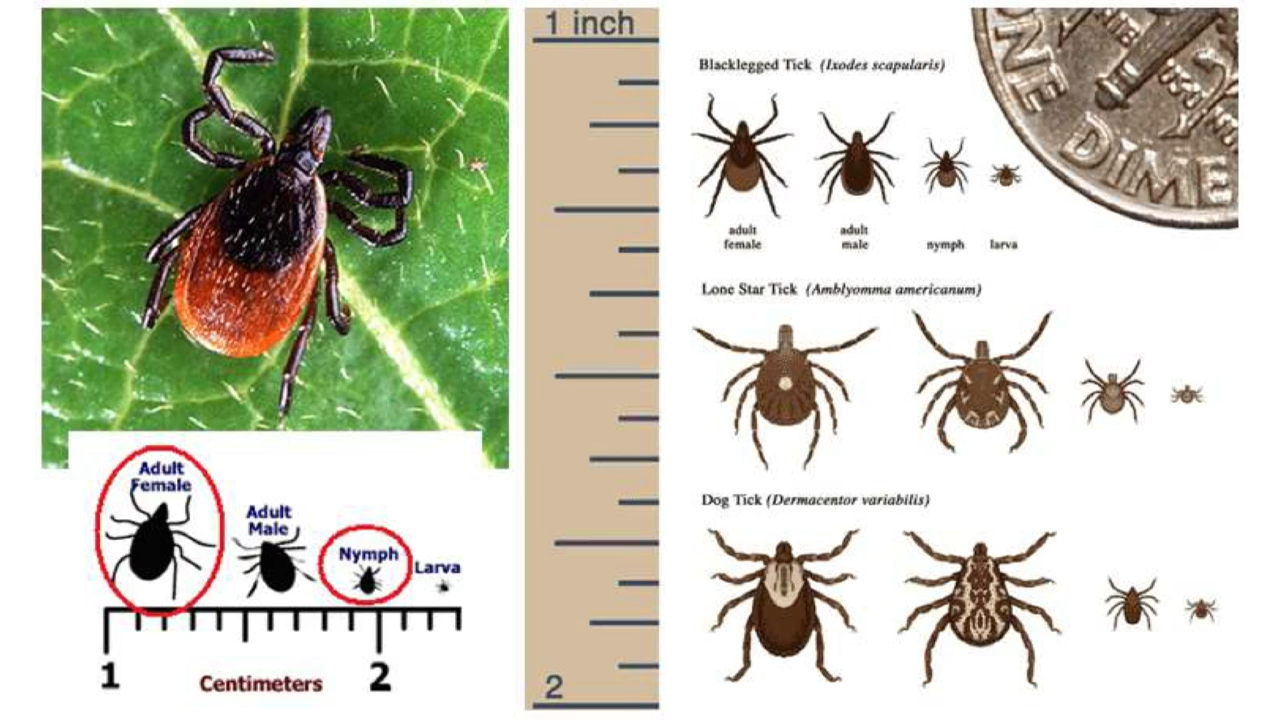 Adult
Female
Adult
Male
Nymph
Larva
1
2
Centimeters
1 inch
2
Blacklegged Tick (Ixodes scapularis)
adult
female
adult
male
nymph
larva
ONE DIME
Lone Star Tick (Amblyomma americanum)
Dog Tick (Dermacentor variabilis)